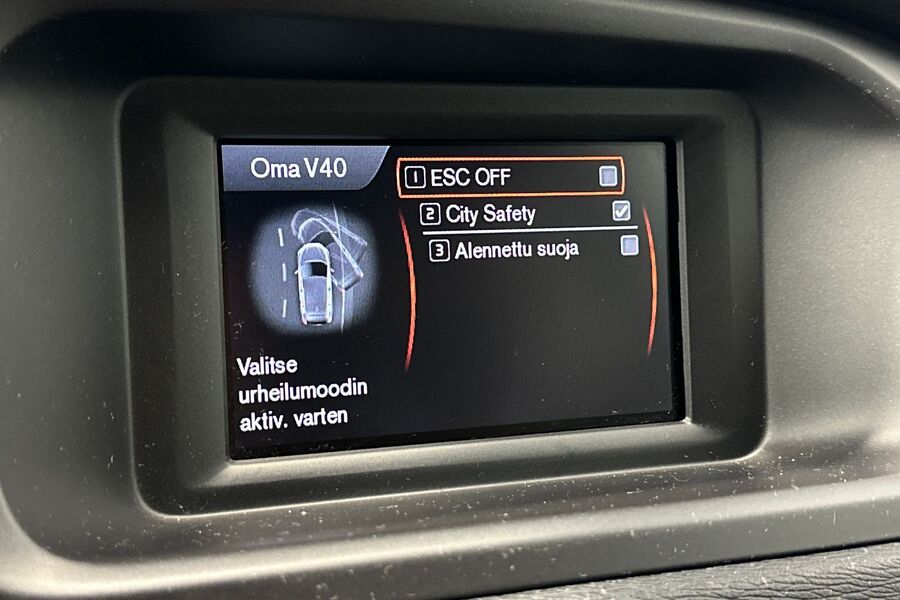 Oma V40
1 ESC OFF
2 City Safety
3 Alennettu suoja
Valitse
urheilumoodin
aktiv. varten